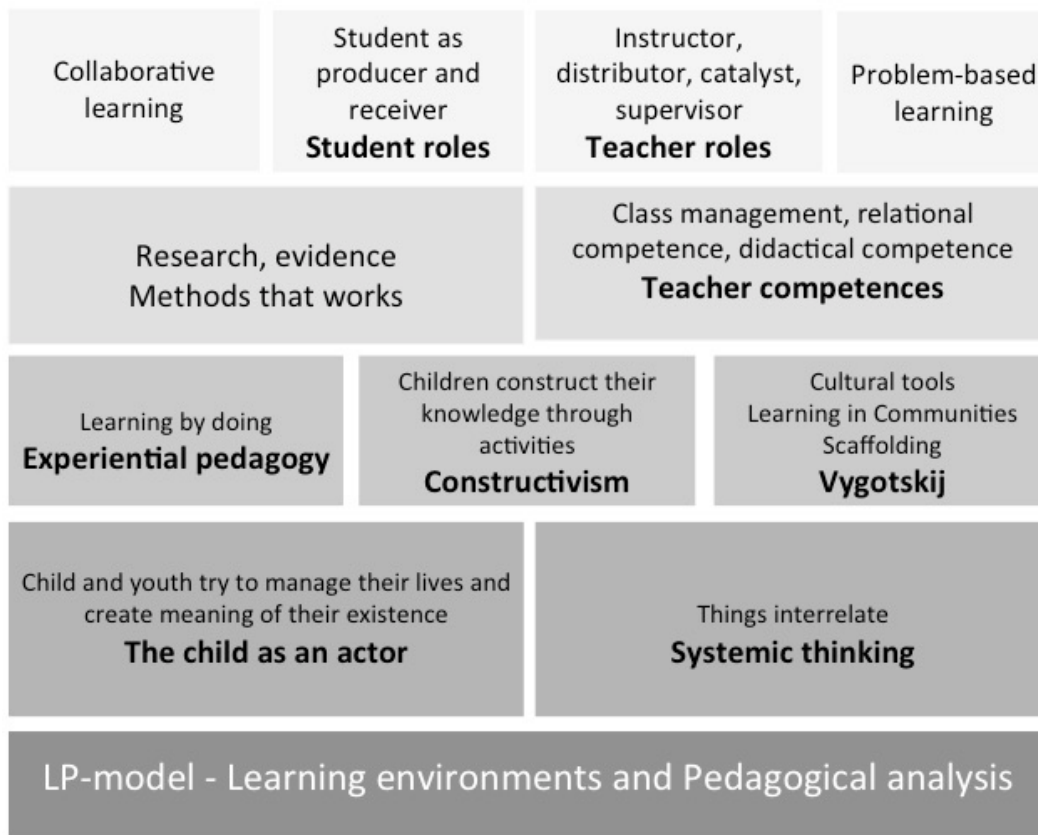 Collaborative
learning
Student as
producer and
receiver
Student roles
Instructor,
distributor, catalyst,
supervisor
Teacher roles
Problem-based
learning
Research, evidence
Methods that works
Class management, relational
competence, didactical competence
Teacher competences
Learning by doing
Experiential pedagogy
Children construct their
knowledge through
activities
Constructivism
Cultural tools
Learning in Communities
Scaffolding
Vygotskij
Child and youth try to manage their lives and
create meaning of their existence
The child as an actor
Things interrelate
Systemic thinking
LP-model - Learning environments and Pedagogical analysis